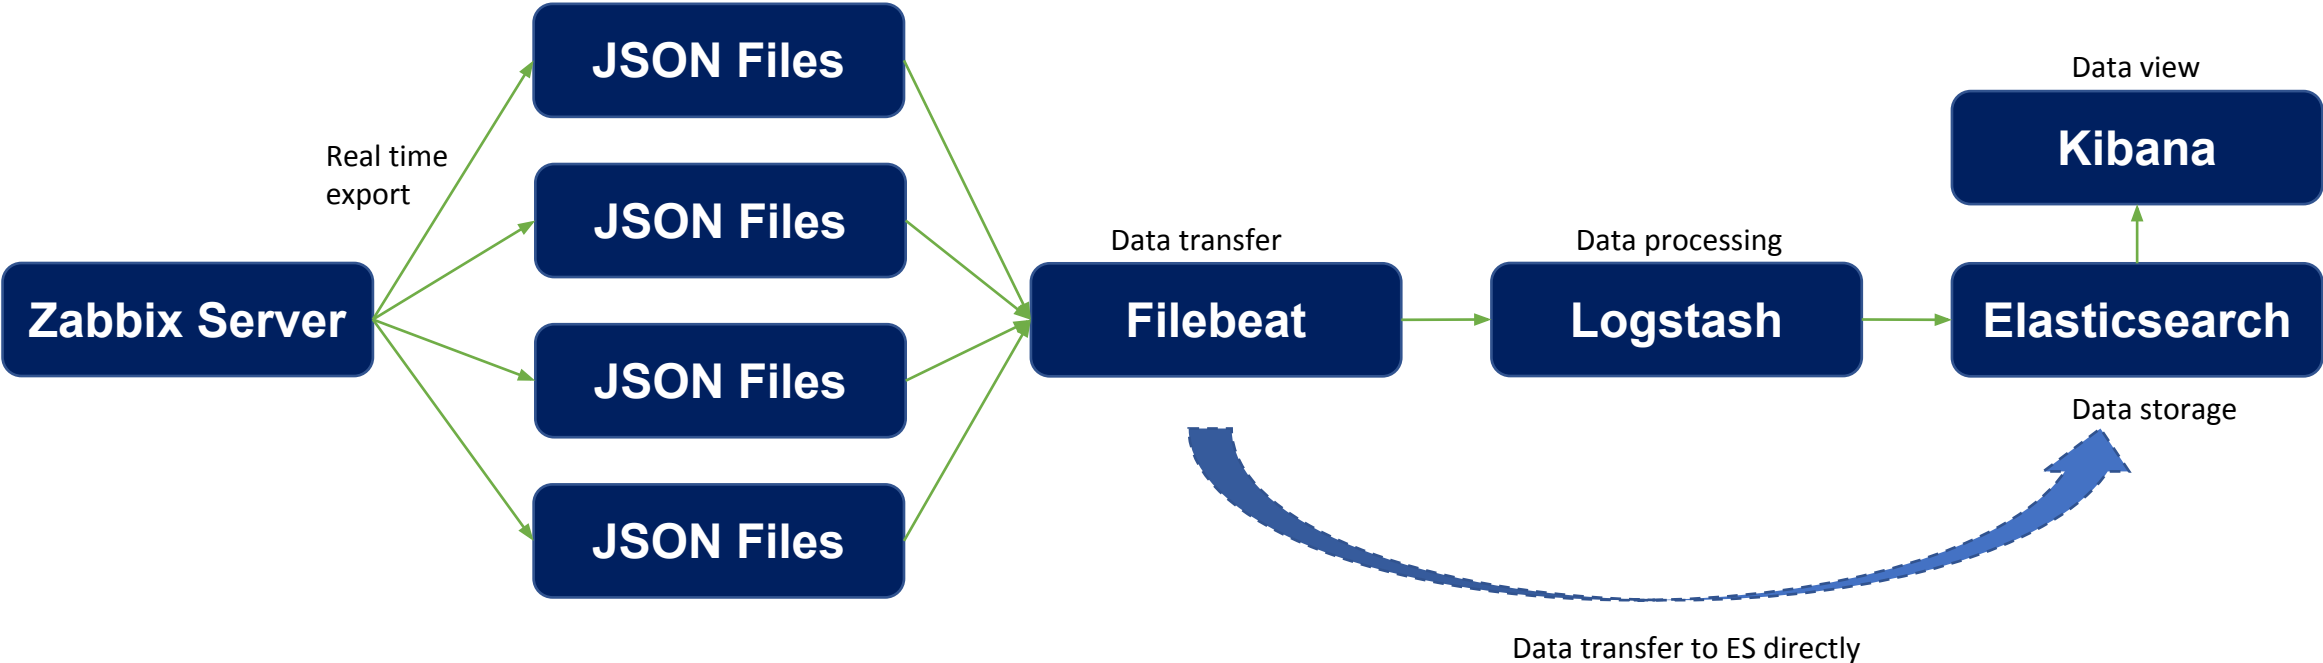 JSON Files
Data view
Kibana
Real time
export
JSON Files
Data transfer
Data processing
Zabbix Server
Filebeat
Logstash
Elasticsearch
JSON Files
Data storage
JSON Files
Data transfer to ES directly